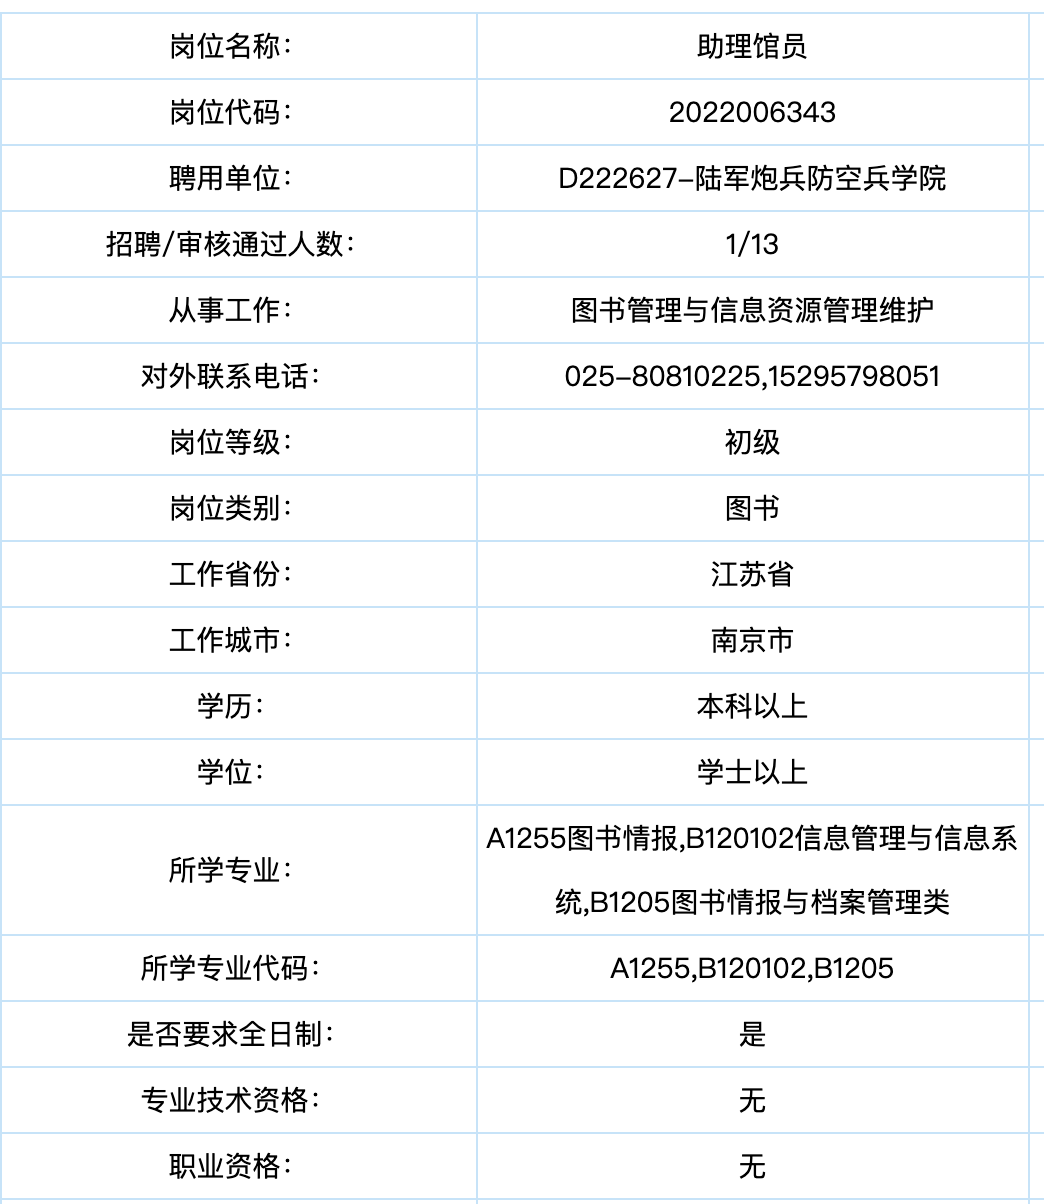 岗位名称： 助理馆员
岗位代码： 2022006343
聘用单位： D222627-陆军炮兵防空兵学院
招聘/审核通过人数： 1/13
从事工作： 图书管理与信息资源管理维护
对外联系电话： 025-80810225,15295798051
岗位等级： 初级
岗位类别： 图书
工作省份： 江苏省
工作城市： 南京市
学历： 本科以上
学位： 学士以上
所学专业： A1255图书情报,B120102信息管理与信息系
统,B1205图书情报与档案管理类
所学专业代码： A1255,B120102,B1205
是否要求全日制： 是
专业技术资格： 无
职业资格： 无